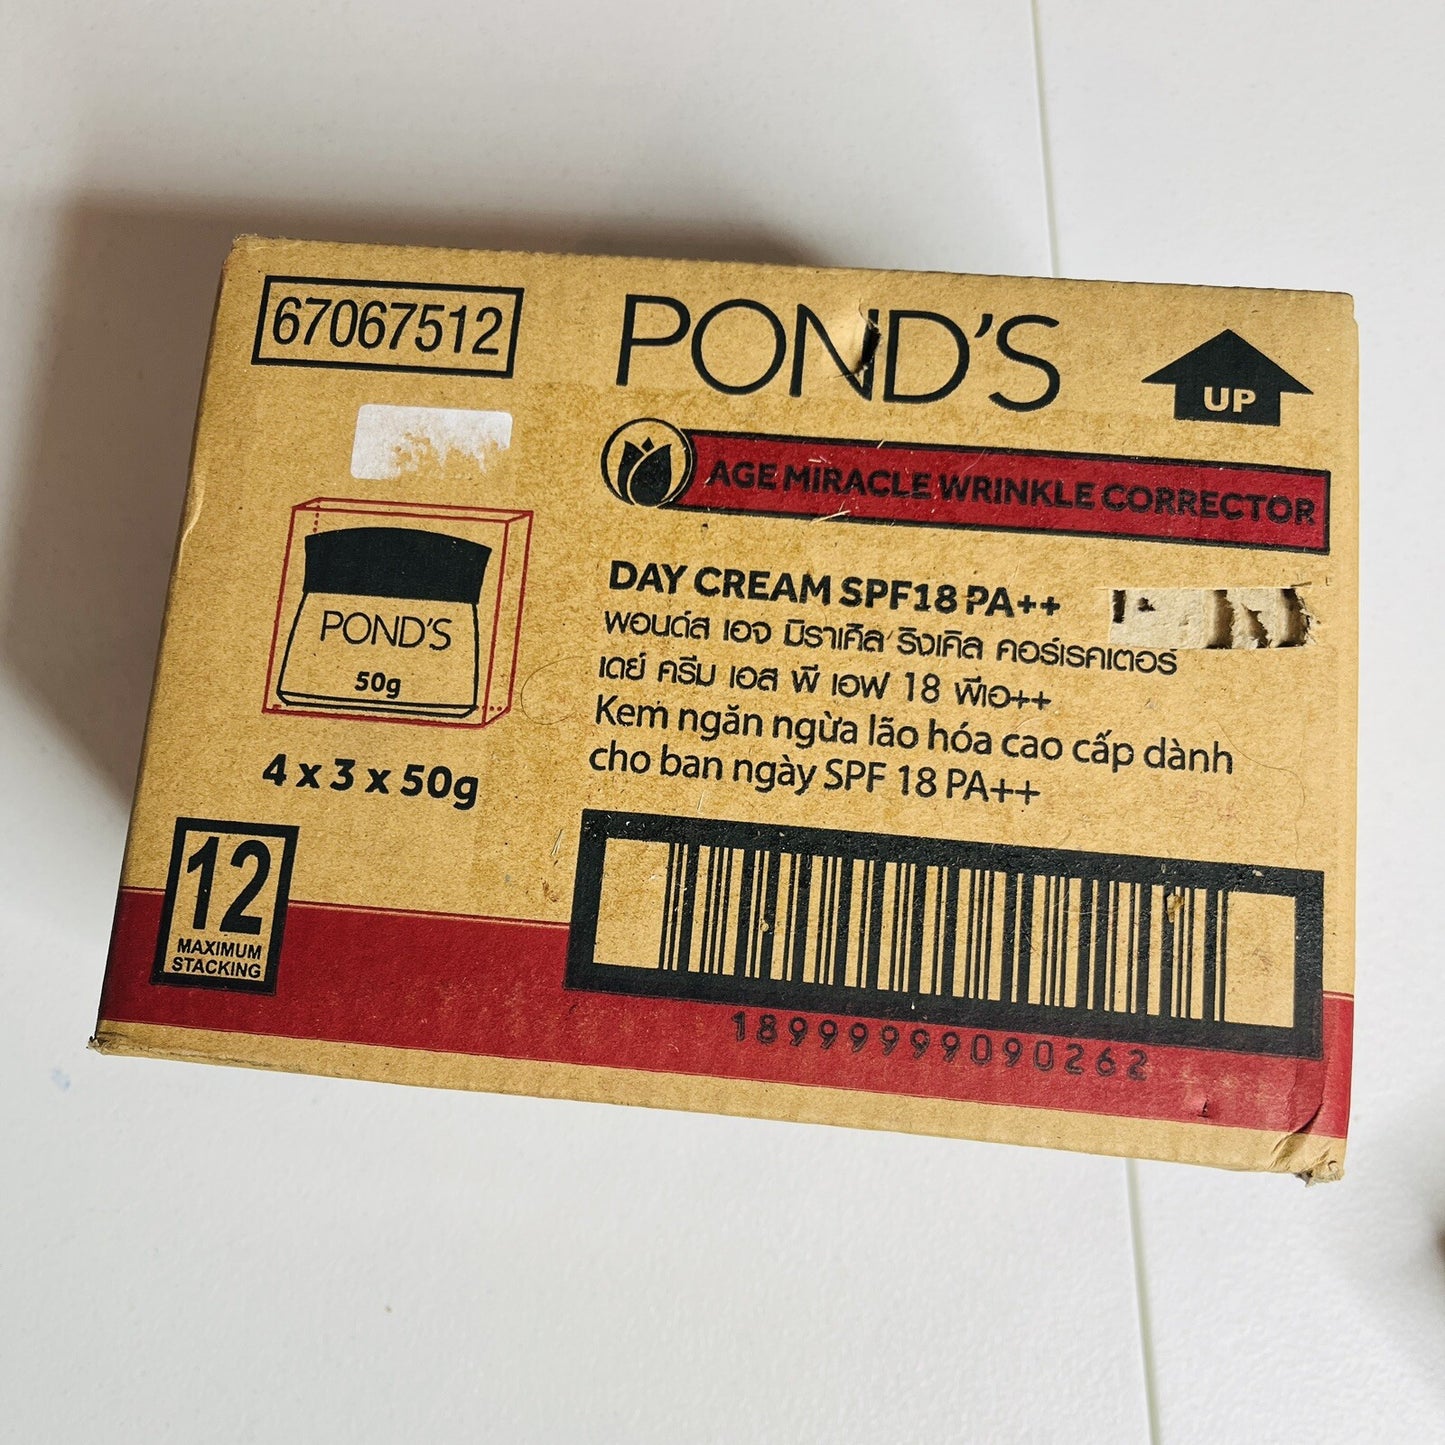 67067512
POND'S
UP
AGE MIRACLE WRINKLE CORRECTOR
DAY CREAM SPF18 PA++
พอนด์ส เอจ มิราเคิล ริงเคิล คอร์เรคเตอร์
เดย์ ครีม เอส พี เอฟ 18 พีเอ++
Kem ngăn ngừa lão hóa cao cấp dành
cho ban ngày SPF 18 PA++
POND'S
50g
4 x 3 x 50g
12
MAXIMUM
STACKING
18999999090262